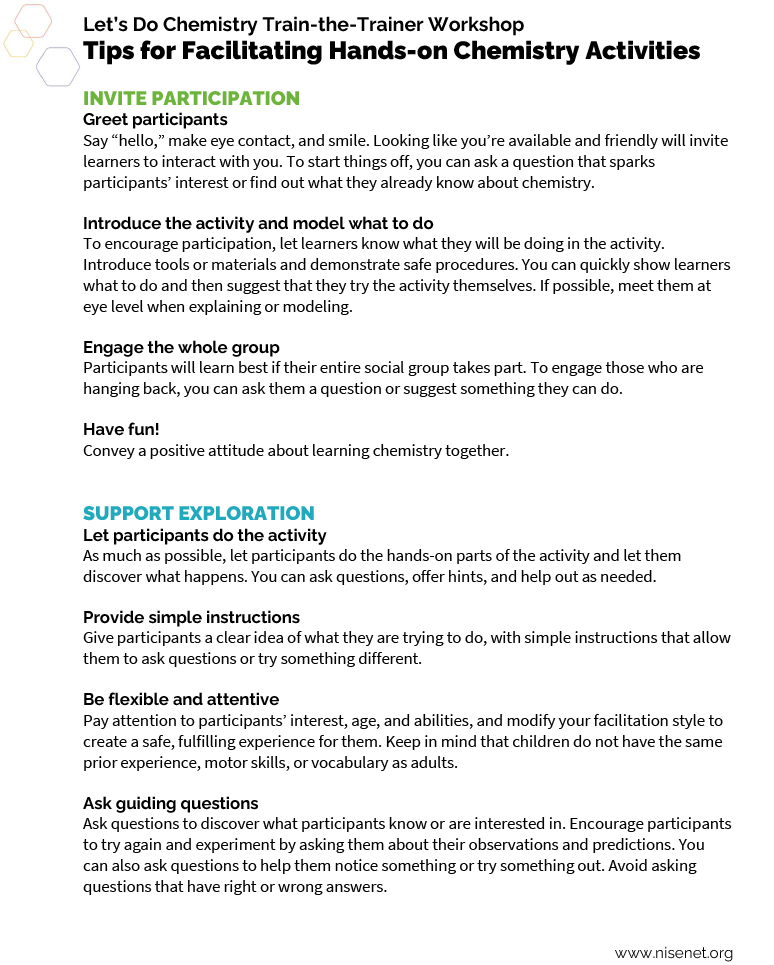 Let’s Do Chemistry Train-the-Trainer Workshop
Tips for Facilitating Hands-on Chemistry Activities
INVITE PARTICIPATION
Greet participants
Say “hello,” make eye contact, and smile. Looking like you’re available and friendly will invite
learners to interact with you. To start things off, you can ask a question that sparks
participants’ interest or find out what they already know about chemistry.
Introduce the activity and model what to do
To encourage participation, let learners know what they will be doing in the activity.
Introduce tools or materials and demonstrate safe procedures. You can quickly show learners
what to do and then suggest that they try the activity themselves. If possible, meet them at
eye level when explaining or modeling.
Engage the whole group
Participants will learn best if their entire social group takes part. To engage those who are
hanging back, you can ask them a question or suggest something they can do.
Have fun!
Convey a positive attitude about learning chemistry together.
SUPPORT EXPLORATION
Let participants do the activity
As much as possible, let participants do the hands-on parts of the activity and let them
discover what happens. You can ask questions, offer hints, and help out as needed.
Provide simple instructions
Give participants a clear idea of what they are trying to do, with simple instructions that allow
them to ask questions or try something different.
Be flexible and attentive
Pay attention to participants’ interest, age, and abilities, and modify your facilitation style to
create a safe, fulfilling experience for them. Keep in mind that children do not have the same
prior experience, motor skills, or vocabulary as adults.
Ask guiding questions
Ask questions to discover what participants know or are interested in. Encourage participants
to try again and experiment by asking them about their observations and predictions. You
can also ask questions to help them notice something or try something out. Avoid asking
questions that have right or wrong answers.
www.nisenet.org